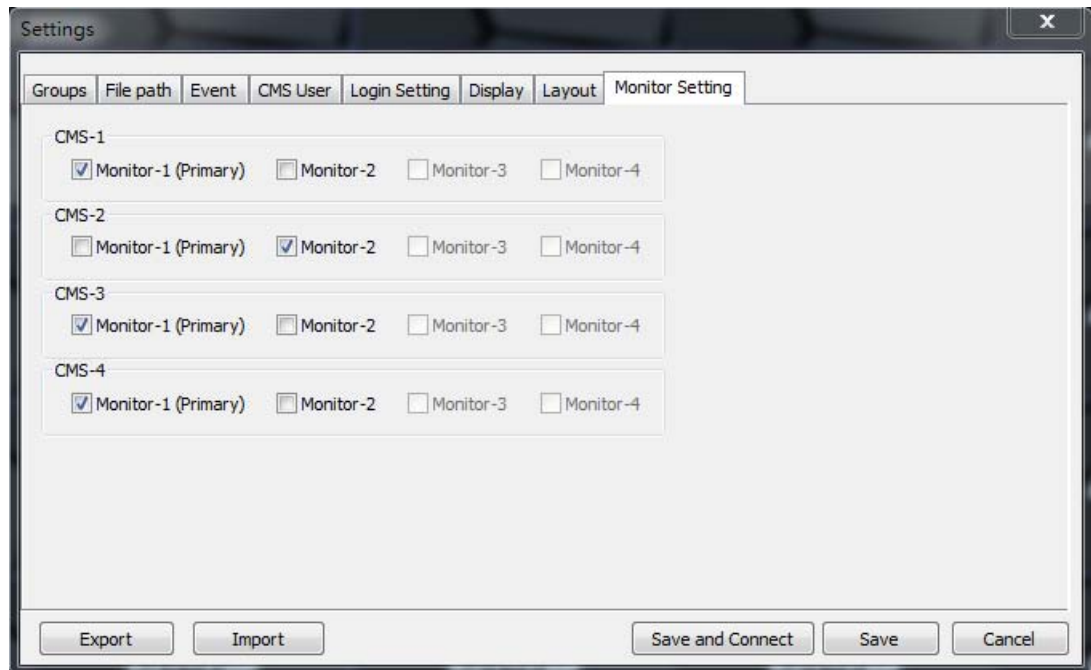 Settings X
Groups File path Event CMS User Login Setting Display Layout Monitor Setting
CMS-1
Monitor-1 (Primary) Monitor-2 Monitor-3 Monitor-4
CMS-2
Monitor-1 (Primary) Monitor-2 Monitor-3 Monitor-4
CMS-3
Monitor-1 (Primary) Monitor-2 Monitor-3 Monitor-4
CMS-4
Monitor-1 (Primary) Monitor-2 Monitor-3 Monitor-4
Export Import Save and Connect Save Cancel